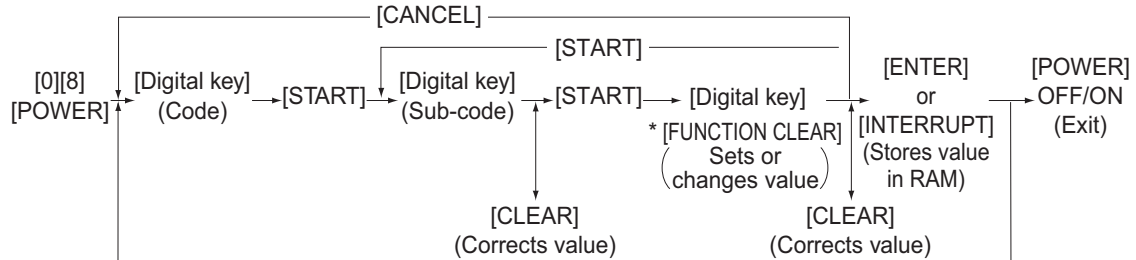 [CANCEL]
[START]
[0][8]
[POWER]
[Digital key]
(Code)
[START]
[Digital key]
(Sub-code)
[START]
[Digital key]
* [FUNCTION CLEAR]
(Sets or
changes value)
[ENTER]
or
[INTERRUPT]
(Stores value
in RAM)
[POWER]
OFF/ON
(Exit)
[CLEAR]
(Corrects value)
[CLEAR]
(Corrects value)